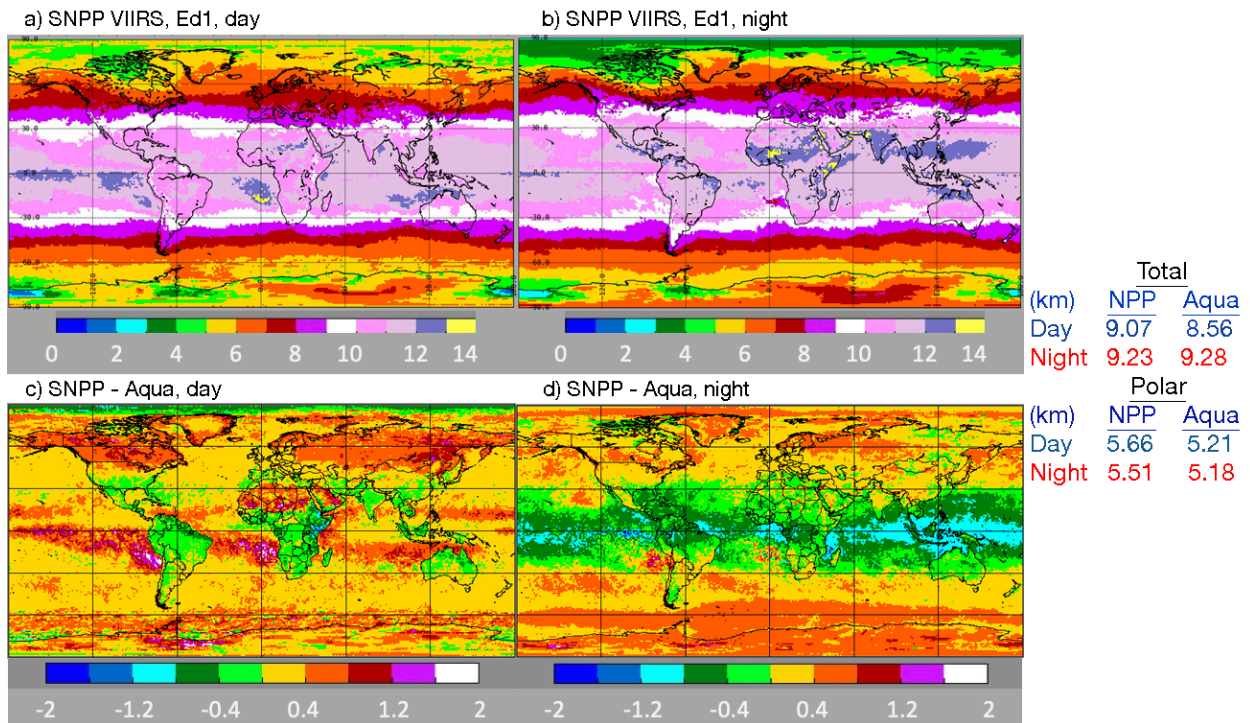 a) SNPP VIIRS, Ed1, day
b) SNPP VIIRS, Ed1, night
0 2 4 6 8 10 12 14
0 2 4 6 8 10 12 14
c) SNPP - Aqua, day
d) SNPP - Aqua, night
-2 -1.2 -0.4 0.4 1.2 2
-2 -1.2 -0.4 0.4 1.2 2
Total
(km) NPP Aqua
Day 9.07 8.56
Night 9.23 9.28
Polar
(km) NPP Aqua
Day 5.66 5.21
Night 5.51 5.18